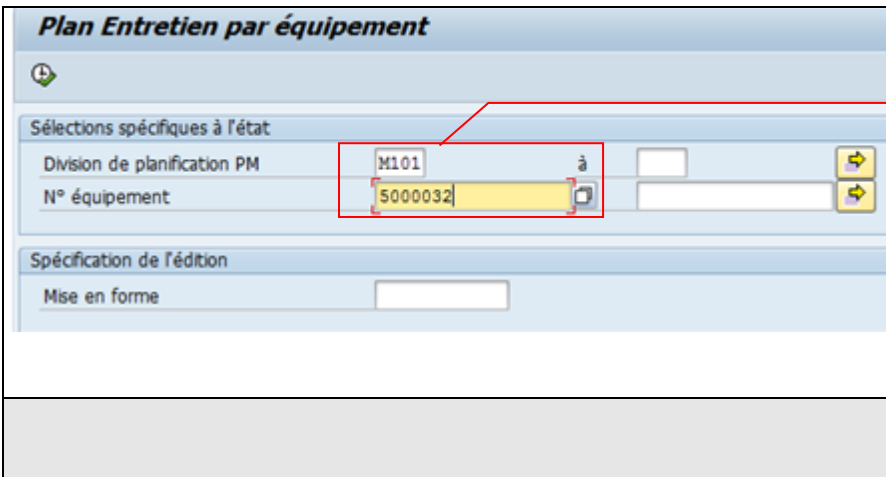 Plan Entretien par équipement
Sélections spécifiques à l'état
Division de planification PM M101 à
N° équipement 5000032
Spécification de l'édition
Mise en forme